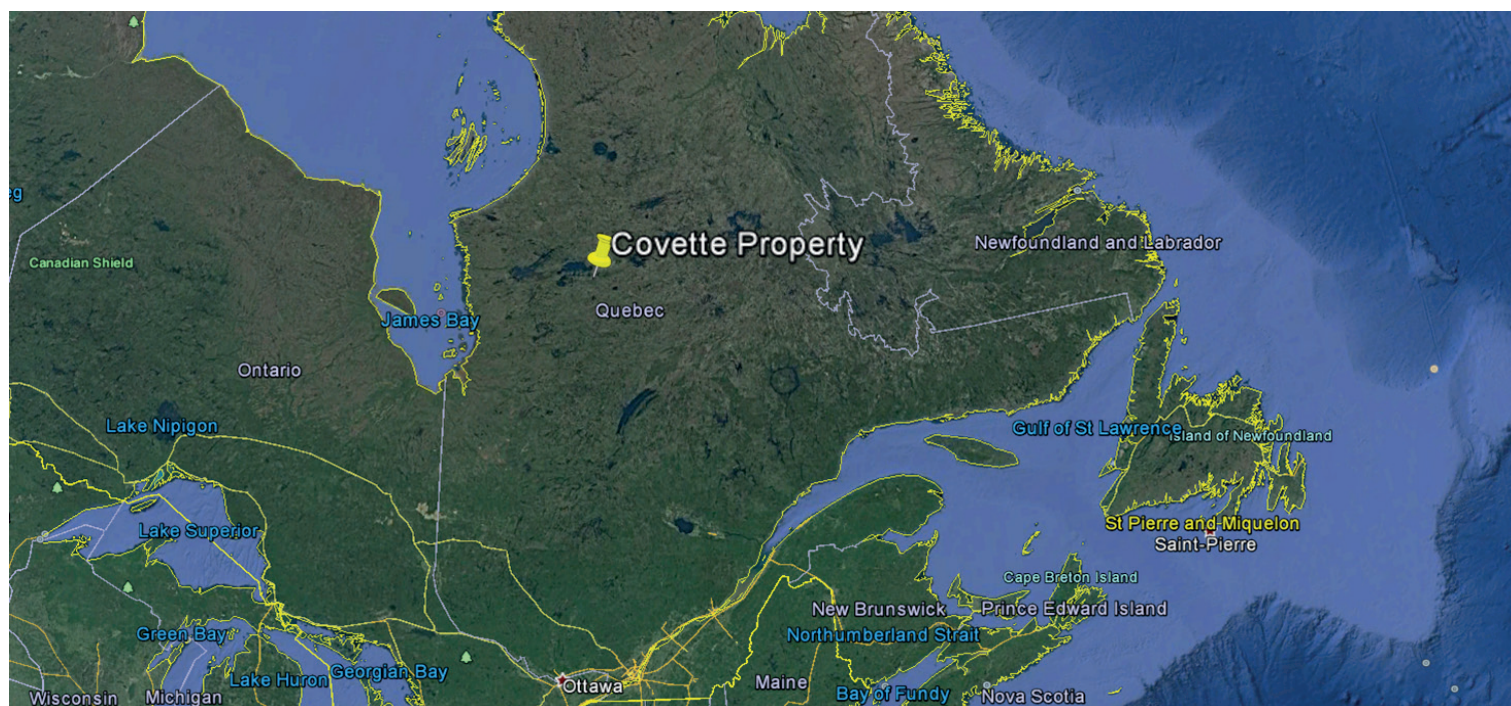 Covette Property
Newfoundland and Labrador
eg
Canadian Shield
Quebec
James Bay
Ontario
Lake Nipigon
Gulf of St Lawrence
Island of Newfoundland
Lake Superior
St Pierre and Miquelon
Saint-Pierre
Cape Breton Island
New Brunswick
Prince Edward Island
Green Bay
Northumberland Strait
Georgian Bay
Lake Huron
Ottawa
Maine
Bay of Fundy
Nova Scotia
Wisconsin
Michigan